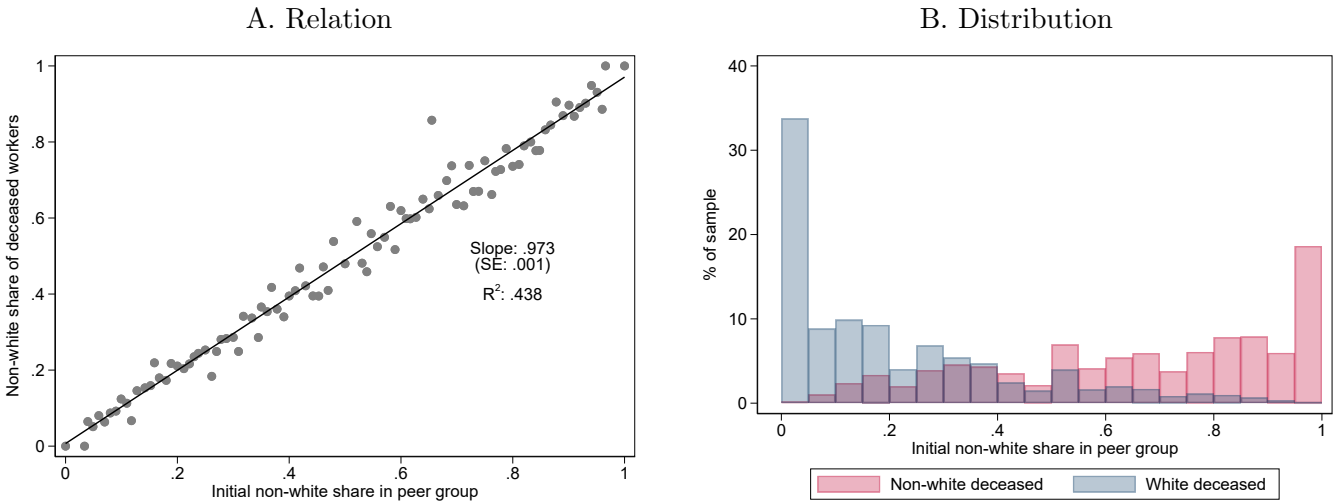 A. Relation
Non-white share of deceased workers
1
.8
.6
.4
.2
0
Slope: .973
(SE: .001)
R²: .438
0 .2 .4 .6 .8 1
Initial non-white share in peer group
B. Distribution
% of sample
40
30
20
10
0
0 .2 .4 .6 .8 1
Initial non-white share in peer group
Non-white deceased White deceased